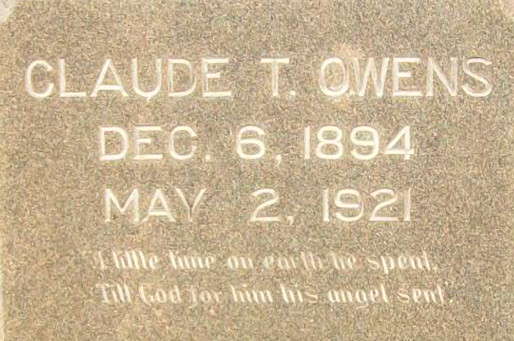 CLAUDE T. OWENS
DEC. 6, 1894
MAY 2, 1921
"A little time on earth he spent,
Till God for him his angel sent".